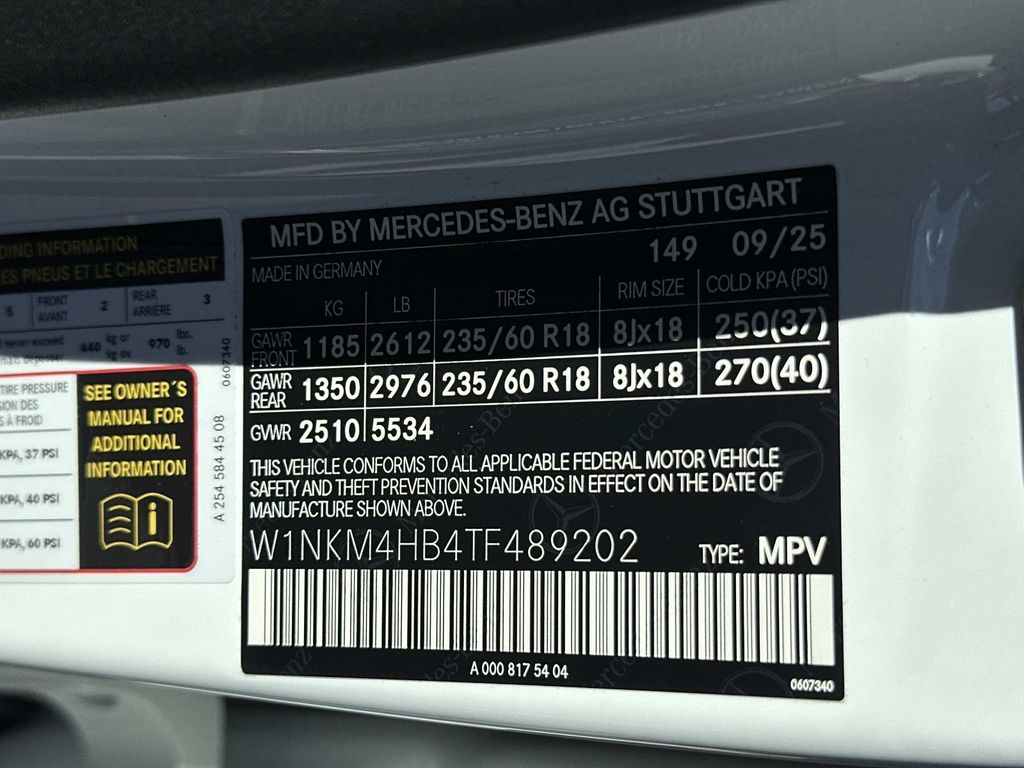 DING INFORMATION
ES PNEUS ET LE CHARGEMENT
5 FRONT AVANT 2 REAR ARRIÈRE 3
never exceed 440 kg or kg ou 970 lbs. lb.
0607340
TIRE PRESSURE
SION DES
S À FROID
KPA, 37 PSI
KPA, 40 PSI
KPA, 60 PSI
SEE OWNER´S
MANUAL FOR
ADDITIONAL
INFORMATION
A 254 584 45 08
MFD BY MERCEDES-BENZ AG STUTTGART
149 09/25
MADE IN GERMANY
KG LB TIRES RIM SIZE COLD KPA(PSI)
GAWR FRONT 1185 2612 235/60 R18 8Jx18 250(37)
GAWR REAR 1350 2976 235/60 R18 8Jx18 270(40)
GVWR 2510 5534
THIS VEHICLE CONFORMS TO ALL APPLICABLE FEDERAL MOTOR VEHICLE
SAFETY AND THEFT PREVENTION STANDARDS IN EFFECT ON THE DATE OF
MANUFACTURE SHOWN ABOVE.
W1NKM4HB4TF489202 TYPE: MPV
A 000 817 54 04
0607340